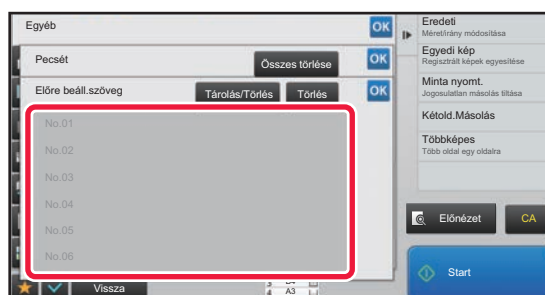 Egyéb
OK
Pecsét
Összes törlése
OK
Előre beáll.szöveg
Tárolás/Törlés
Törlés
OK
No.01
No.02
No.03
No.04
No.05
No.06
Vissza
A3
Eredeti
Méret/irány módosítása
Egyedi kép
Regisztrált képek egyesítése
Minta nyomt.
Jogosulatlan másolás tiltása
Kétold.Másolás
Többképes
Több oldal egy oldalra
Előnézet
CA
Start